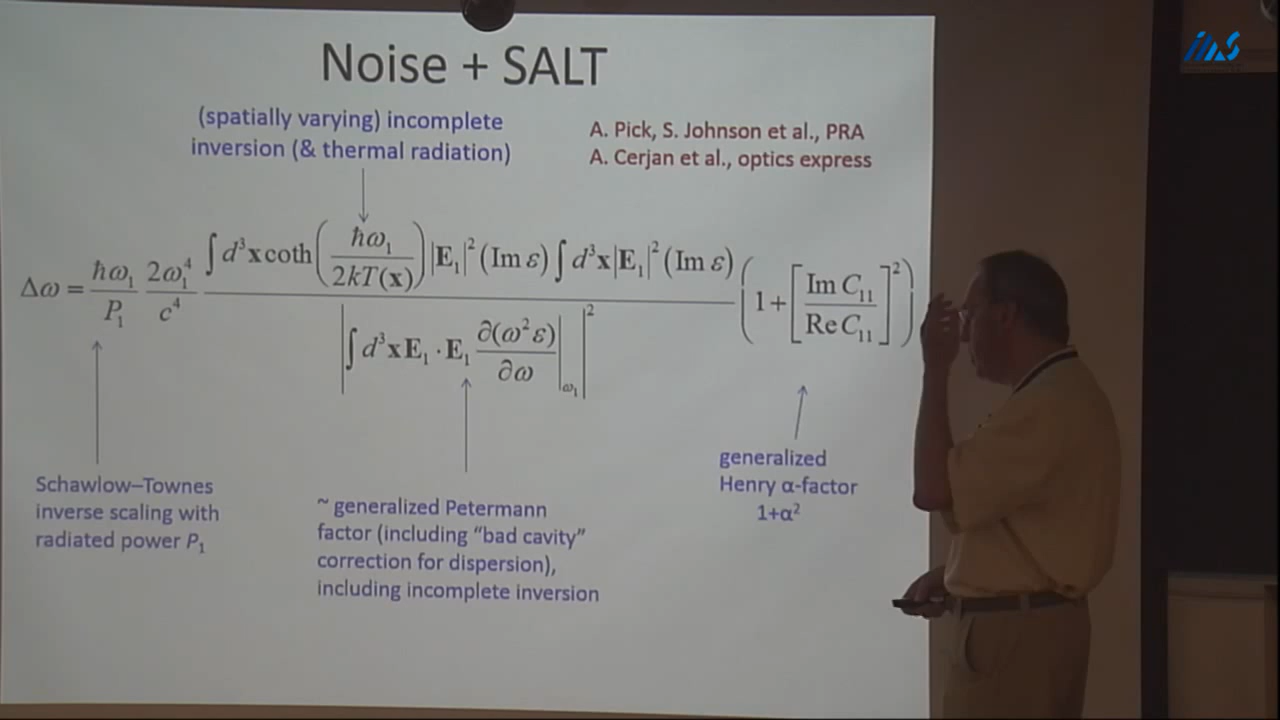 IMS
Noise + SALT
(spatially varying) incomplete
inversion (& thermal radiation)
A. Pick, S. Johnson et al., PRA
A. Cerjan et al., optics express
Δω = ħω₁/P₁ 2ω₁⁴/c⁴ ∫d³x coth(ħω₁/2kT(x))|E₁|²(Im ε)∫d³x|E₁|²(Im ε) / |∫d³xE₁·E₁ ∂(ω²ε)/∂ω|ω₁|² (1+[Im C₁₁/Re C₁₁]²)
Schawlow–Townes
inverse scaling with
radiated power P₁
~ generalized Petermann
factor (including “bad cavity”
correction for dispersion),
including incomplete inversion
generalized
Henry α-factor
1+α²